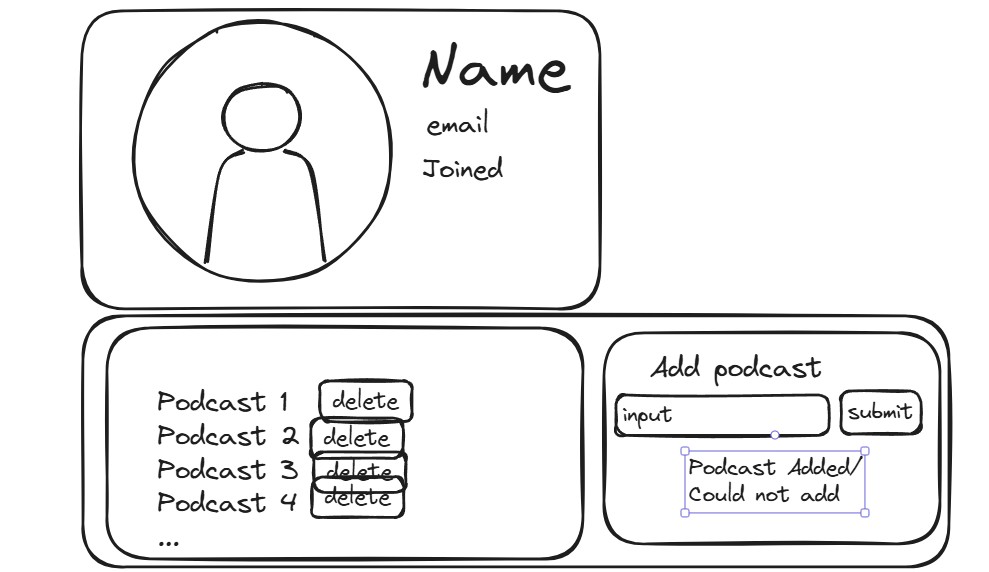 Name
email
Joined
Podcast 1 delete
Podcast 2 delete
Podcast 3 delete
Podcast 4 delete
...
Add podcast
input submit
Podcast Added/
Could not add